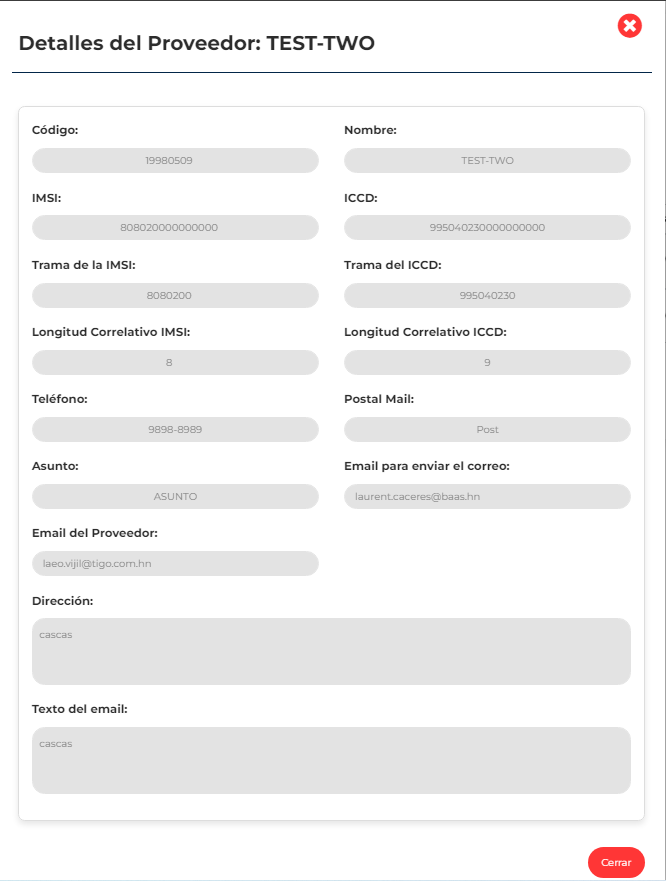 Detalles del Proveedor: TEST-TWO
Código:
Nombre:
19980509
TEST-TWO
IMSI:
ICCD:
808020000000000
995040230000000000
Trama de la IMSI:
Trama del ICCD:
8080200
995040230
Longitud Correlativo IMSI:
Longitud Correlativo ICCD:
8
9
Teléfono:
Postal Mail:
9898-8989
Post
Asunto:
Email para enviar el correo:
ASUNTO
laurent.caceres@baas.hn
Email del Proveedor:
laeo.vijil@tigo.com.hn
Dirección:
cascas
Texto del email:
cascas
Cerrar